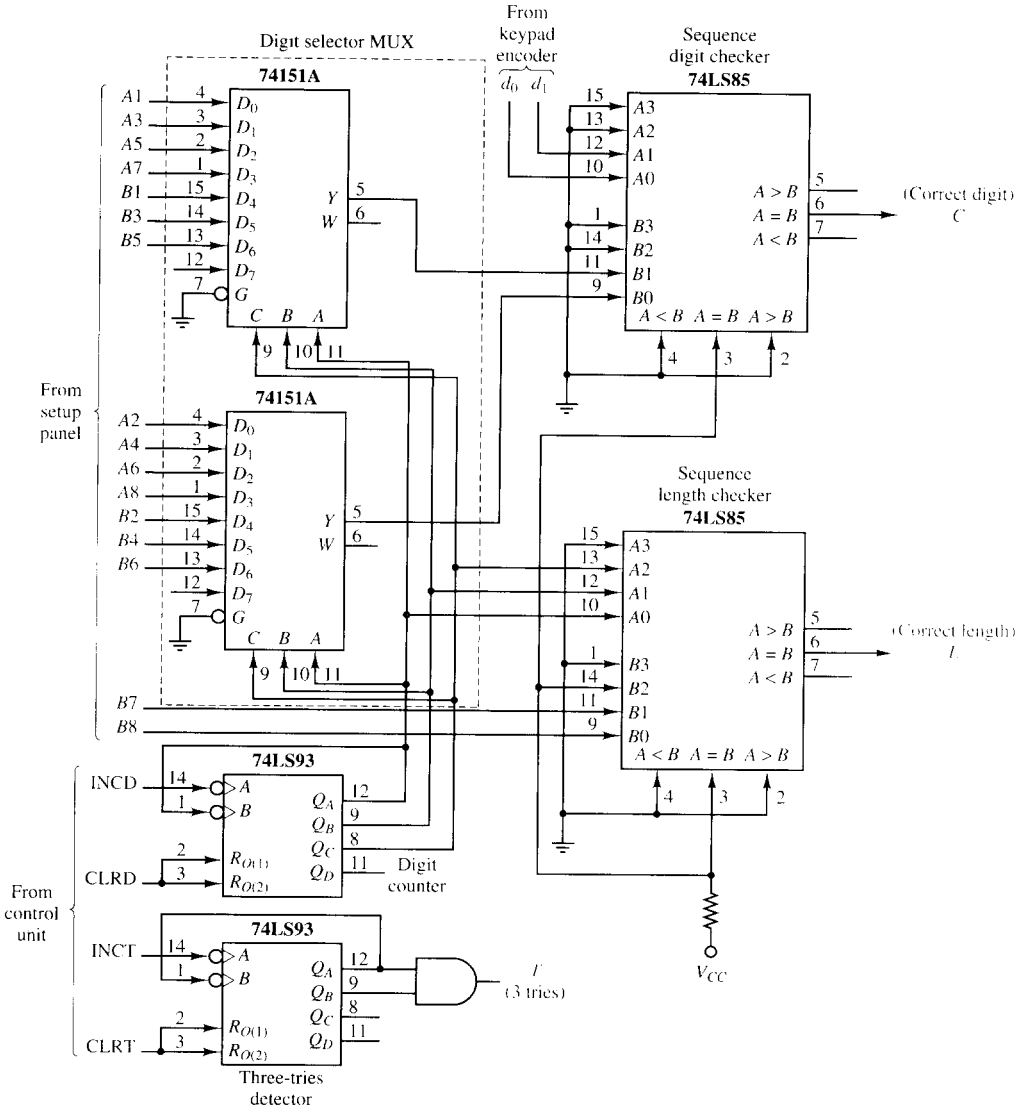 From
keypad
encoder
d0 d1
Digit selector MUX
74151A
A1 4 D0
A3 3 D1
A5 2 D2
A7 1 D3
B1 15 D4
B3 14 D5
B5 13 D6
12 D7
7 G
Y 5
W 6
C B A
9 10 11
Sequence
digit checker
74LS85
15 A3
13 A2
12 A1
10 A0
1 B3
14 B2
11 B1
9 B0
A > B 5
A = B 6
A < B 7
A < B A = B A > B
4 3 2
(Correct digit)
C
From
setup
panel
74151A
A2 4 D0
A4 3 D1
A6 2 D2
A8 1 D3
B2 15 D4
B4 14 D5
B6 13 D6
12 D7
7 G
Y 5
W 6
C B A
9 10 11
B7
B8
Sequence
length checker
74LS85
15 A3
13 A2
12 A1
10 A0
1 B3
14 B2
11 B1
9 B0
A > B 5
A = B 6
A < B 7
A < B A = B A > B
4 3 2
(Correct length)
L
VCC
From
control
unit
74LS93
INCD 14 A
1 B
CLRD 2 RO(1)
3 RO(2)
QA 12
QB 9
QC 8
QD 11
Digit
counter
74LS93
INCT 14 A
1 B
CLRT 2 RO(1)
3 RO(2)
QA 12
QB 9
QC 8
QD 11
(3 tries)
Three-tries
detector